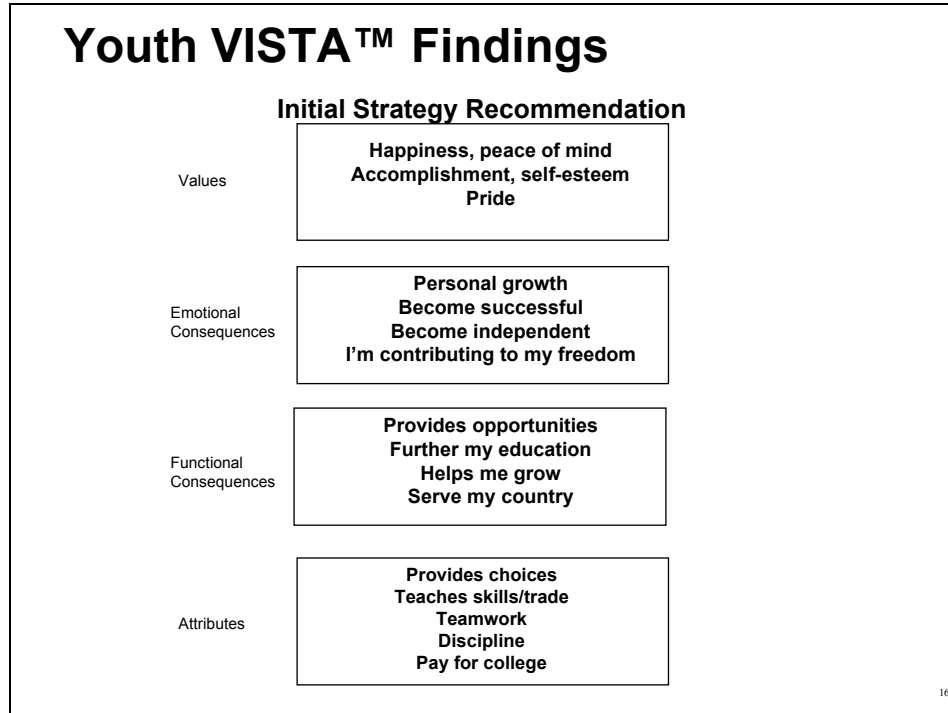 Youth VISTA™ Findings
Initial Strategy Recommendation
Values
Happiness, peace of mind
Accomplishment, self-esteem
Pride
Emotional
Consequences
Personal growth
Become successful
Become independent
I'm contributing to my freedom
Functional
Consequences
Provides opportunities
Further my education
Helps me grow
Serve my country
Attributes
Provides choices
Teaches skills/trade
Teamwork
Discipline
Pay for college
16